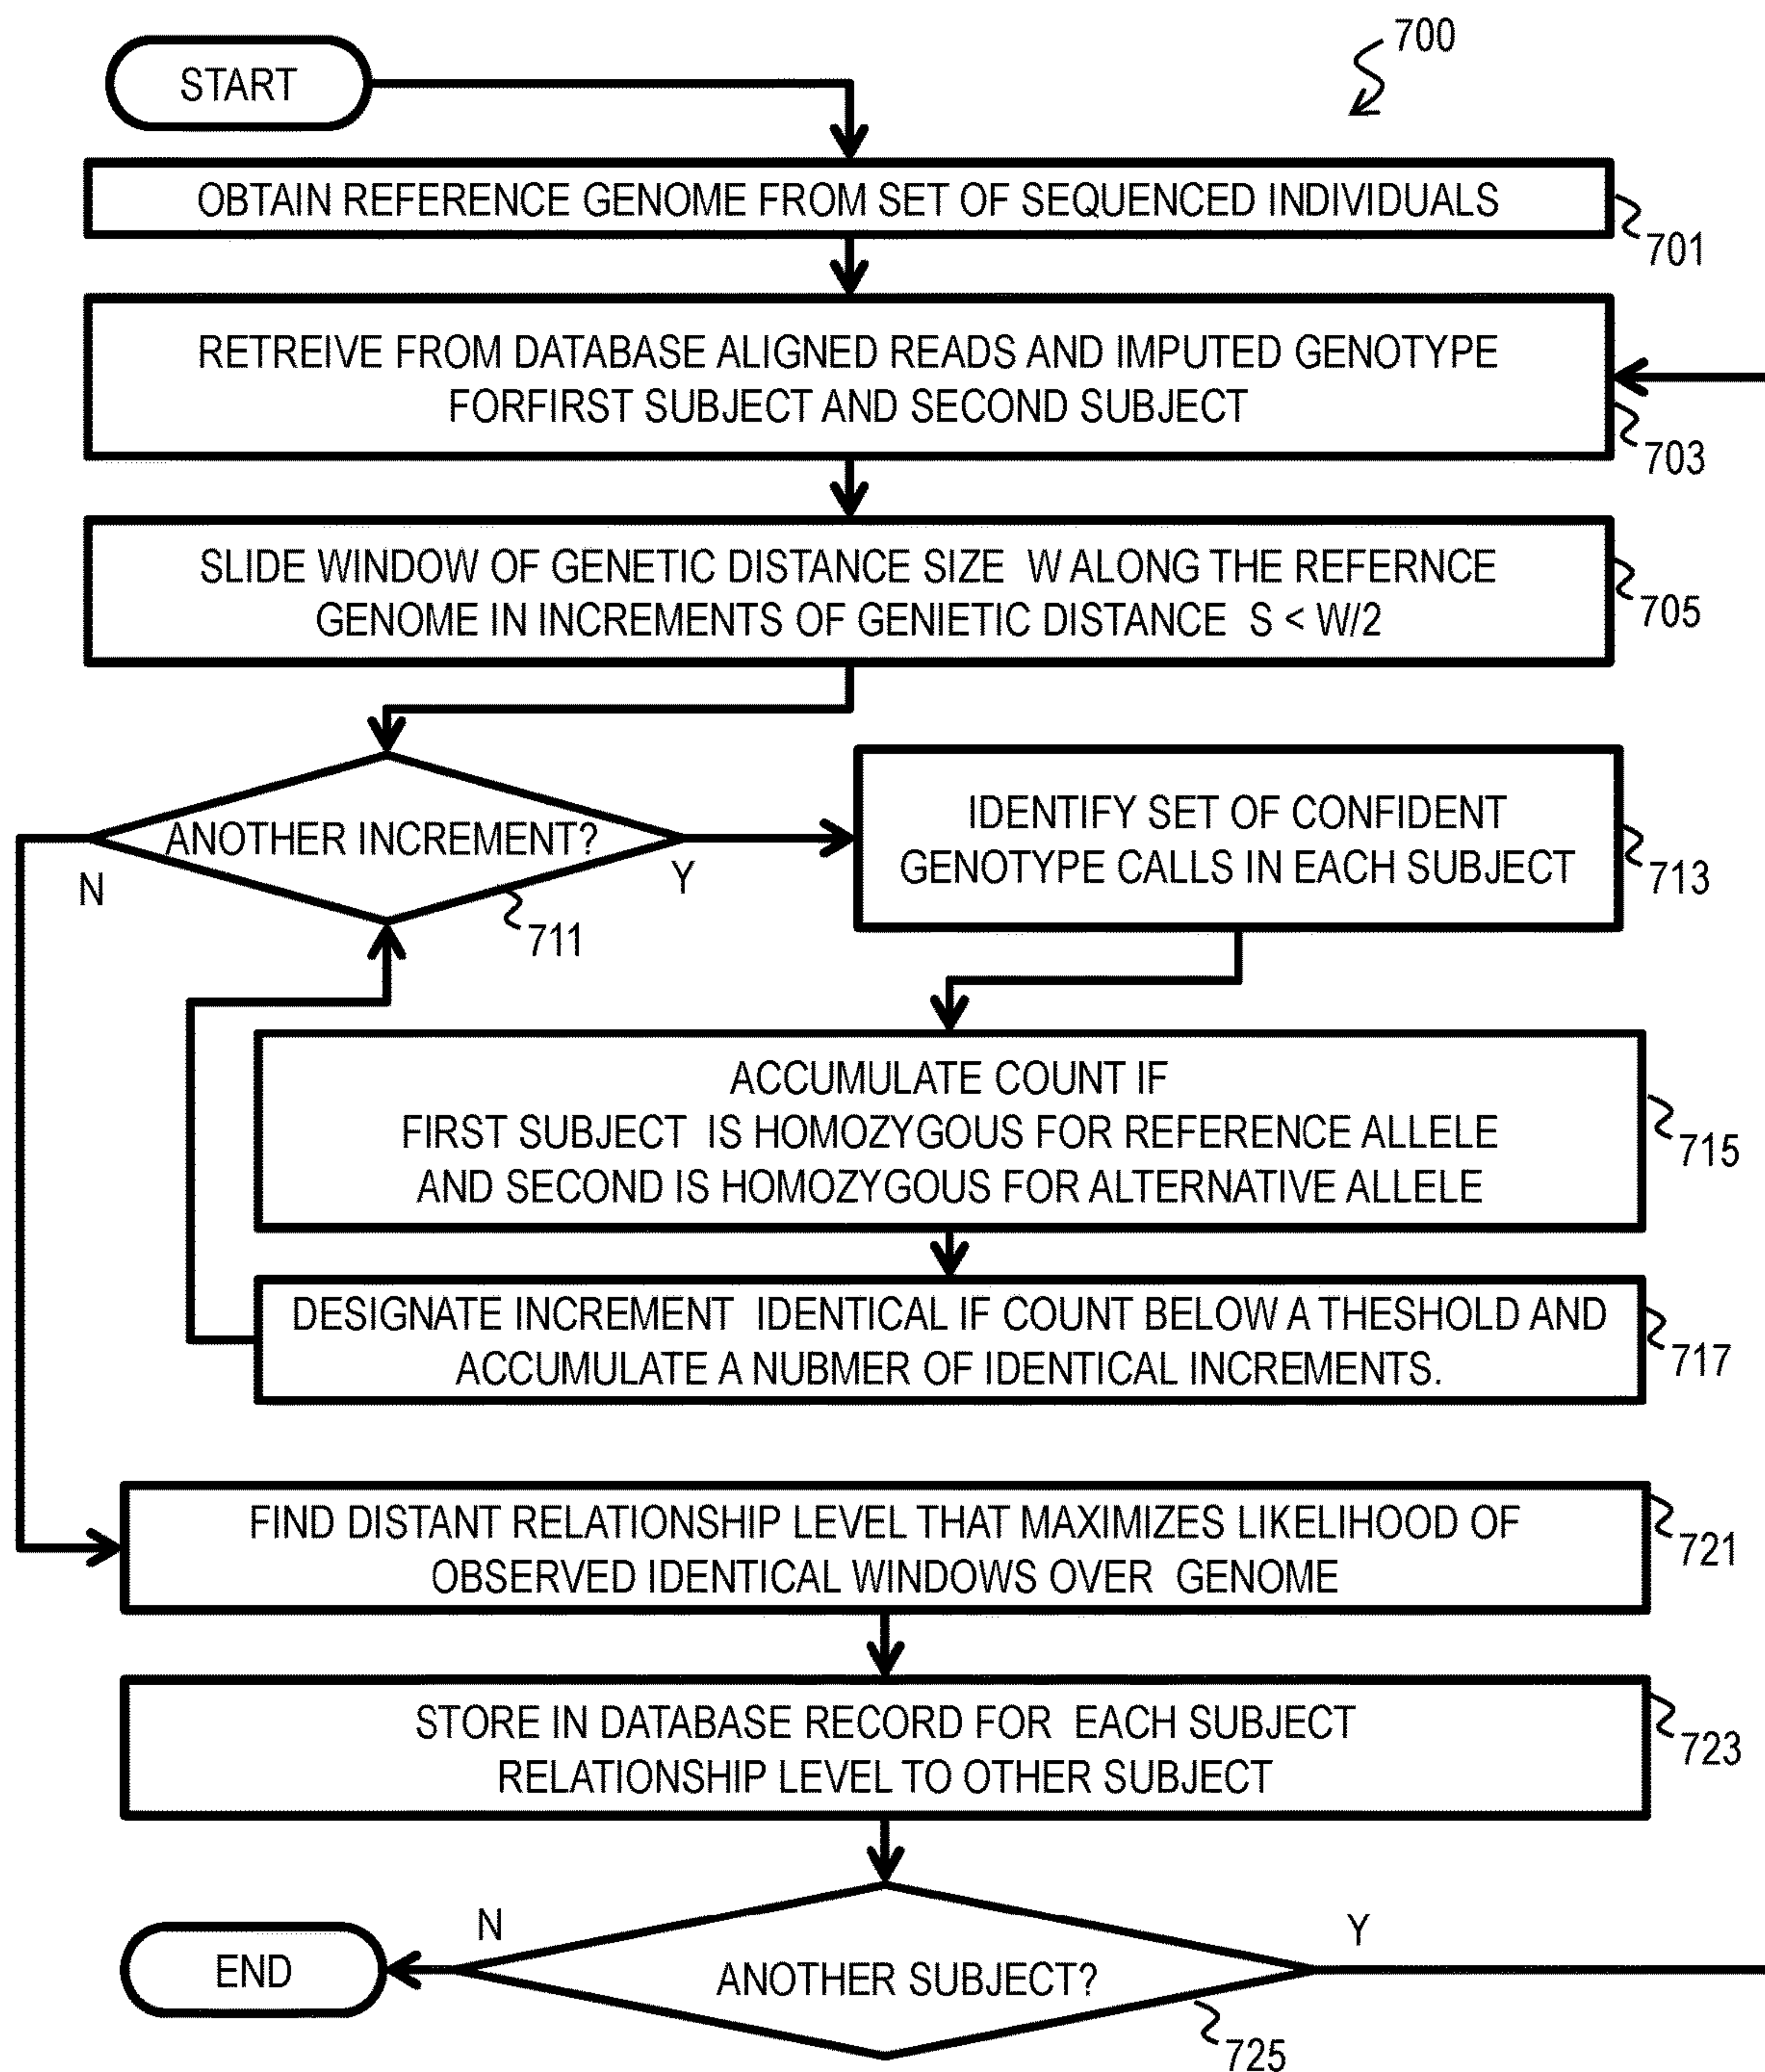 700
START
OBTAIN REFERENCE GENOME FROM SET OF SEQUENCED INDIVIDUALS
701
RETREIVE FROM DATABASE ALIGNED READS AND IMPUTED GENOTYPE
FORFIRST SUBJECT AND SECOND SUBJECT
703
SLIDE WINDOW OF GENETIC DISTANCE SIZE W ALONG THE REFERNCE
GENOME IN INCREMENTS OF GENIETIC DISTANCE S < W/2
705
ANOTHER INCREMENT?
N
Y
711
IDENTIFY SET OF CONFIDENT
GENOTYPE CALLS IN EACH SUBJECT
713
ACCUMULATE COUNT IF
FIRST SUBJECT IS HOMOZYGOUS FOR REFERENCE ALLELE
AND SECOND IS HOMOZYGOUS FOR ALTERNATIVE ALLELE
715
DESIGNATE INCREMENT IDENTICAL IF COUNT BELOW A THESHOLD AND
ACCUMULATE A NUBMER OF IDENTICAL INCREMENTS.
717
FIND DISTANT RELATIONSHIP LEVEL THAT MAXIMIZES LIKELIHOOD OF
OBSERVED IDENTICAL WINDOWS OVER GENOME
721
STORE IN DATABASE RECORD FOR EACH SUBJECT
RELATIONSHIP LEVEL TO OTHER SUBJECT
723
N
Y
END
ANOTHER SUBJECT?
725